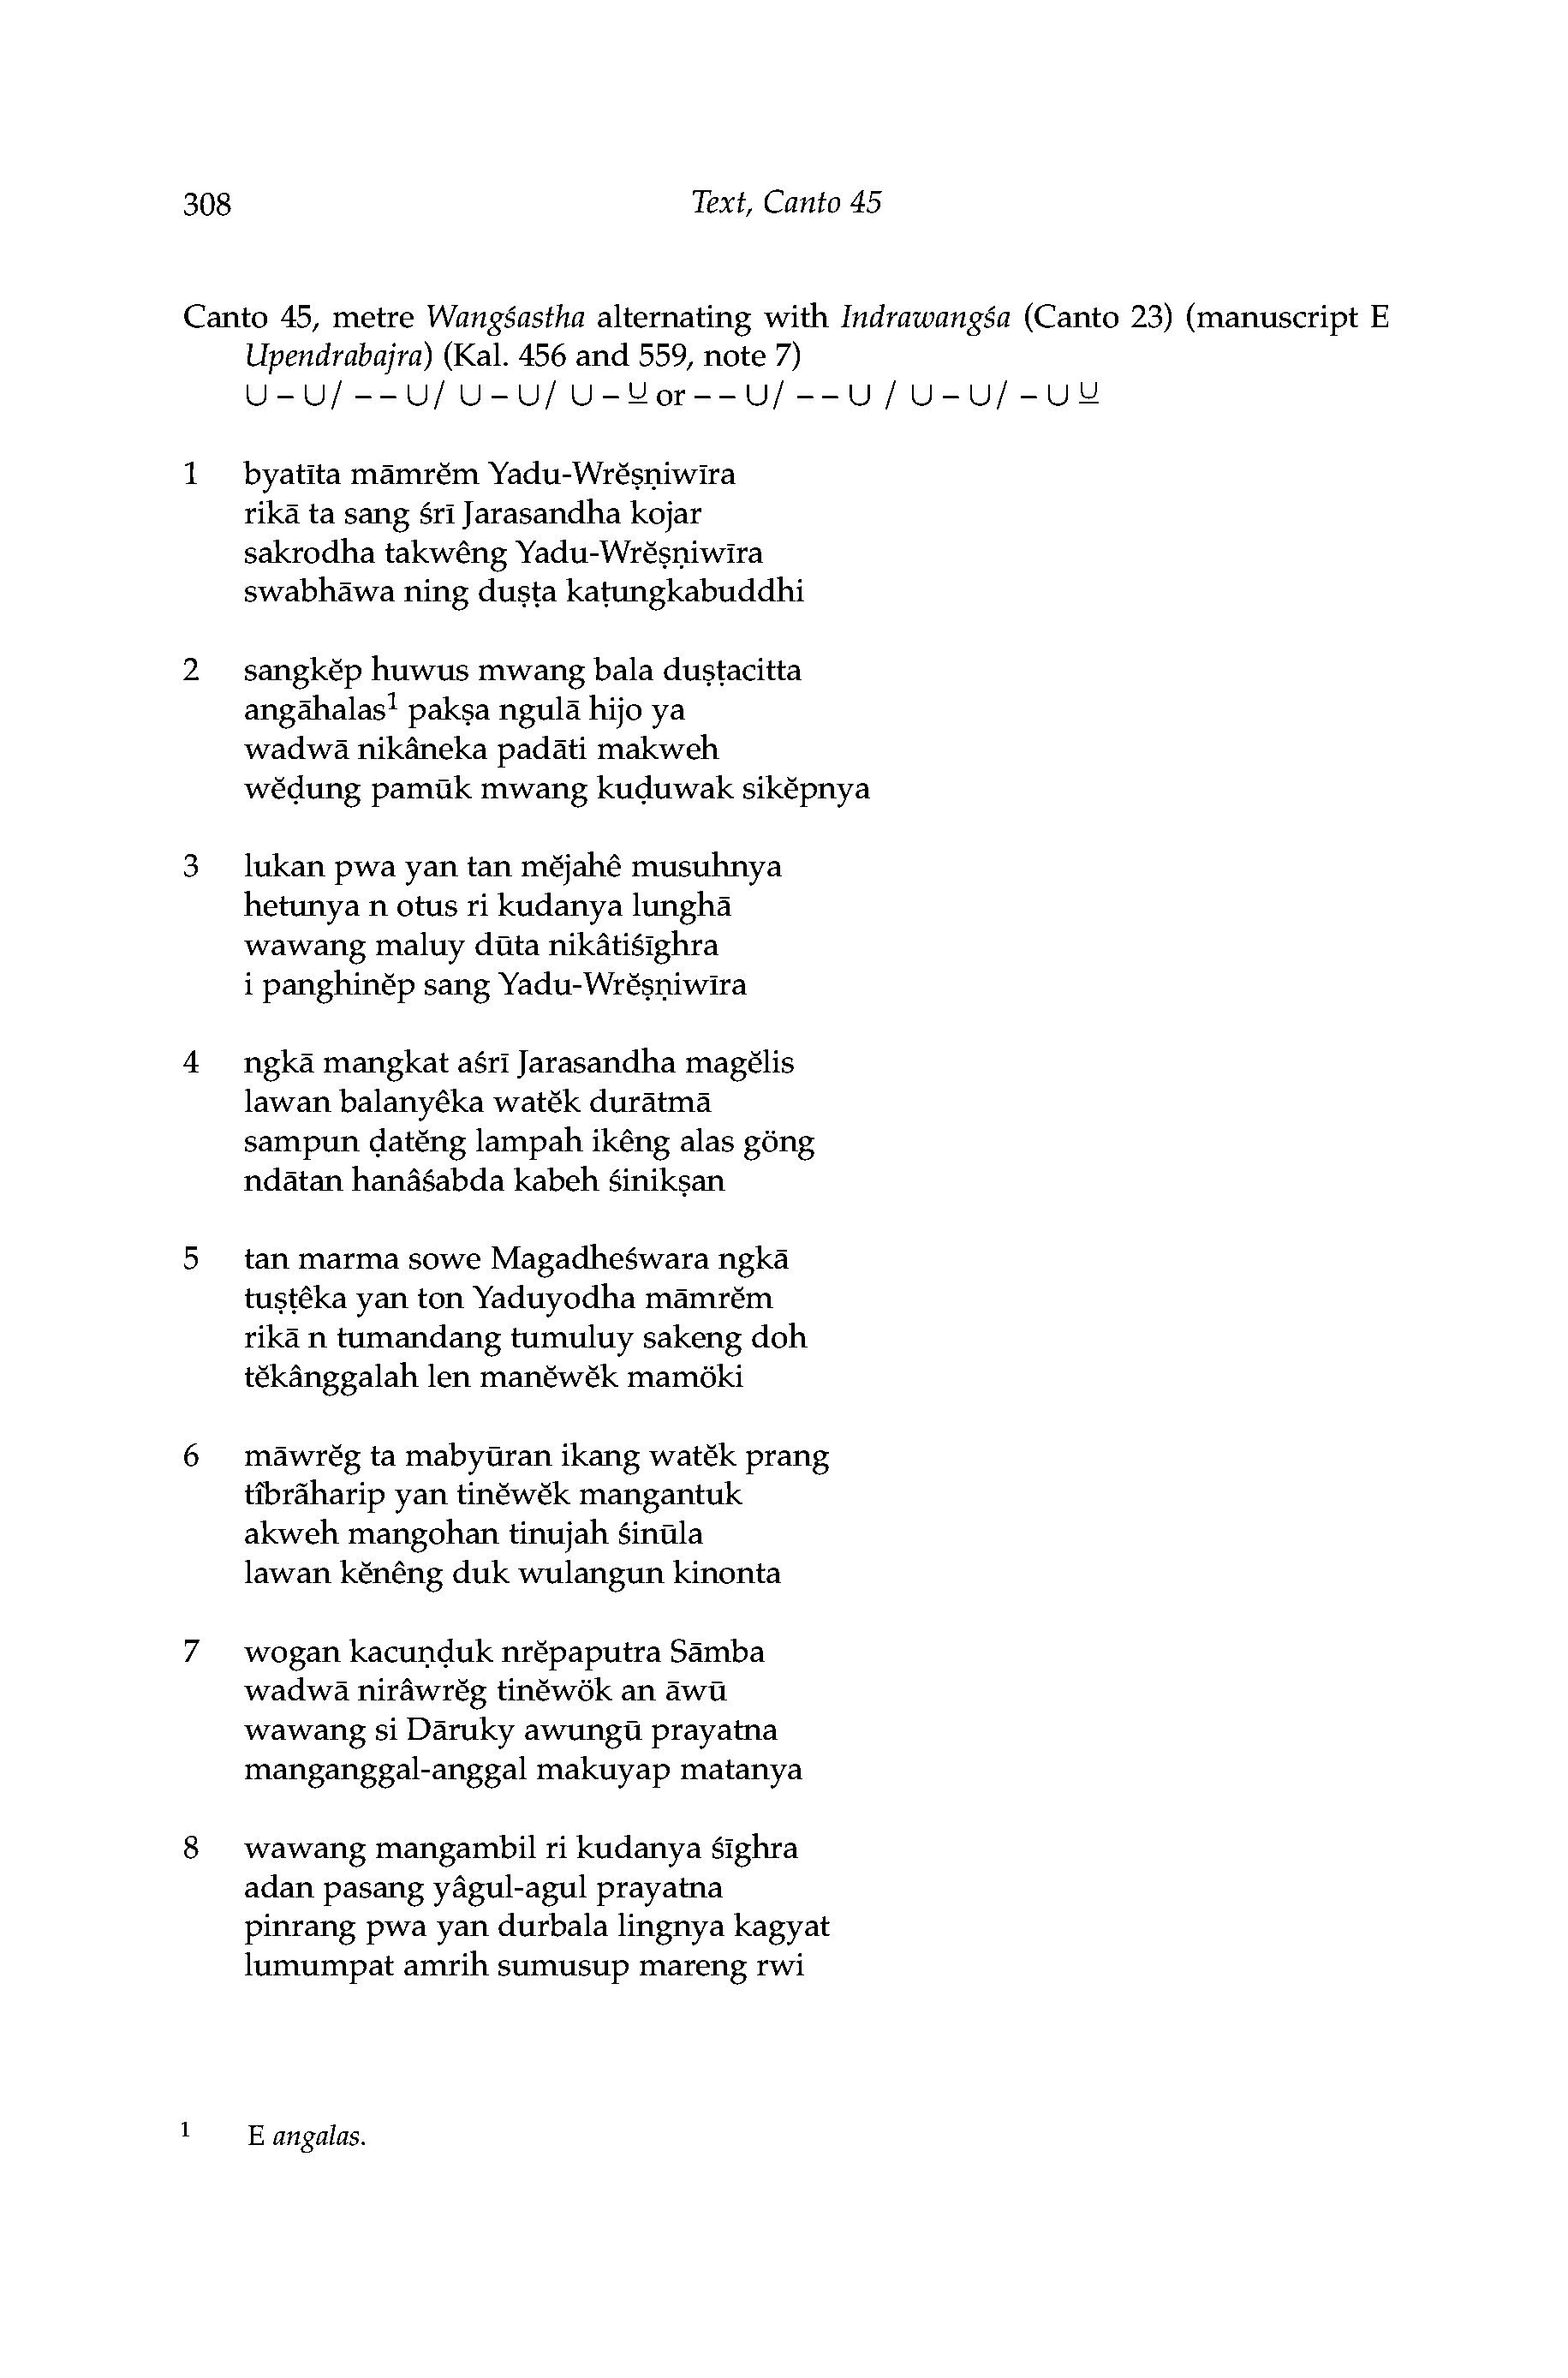 308 Text, Canto 45
Canto 45, metre Wangśastha alternating with Indrawangśa (Canto 23) (manuscript E
Upendrabajra) (Kal. 456 and 559, note 7)
∪ – ∪/ – – ∪/ ∪ – ∪/ ∪ – ∪̲ or – – ∪/ – – ∪ / ∪ – ∪/ – ∪ ∪̲
1 byatīta māmrĕm Yadu-Wrĕṣṇiwīra
rikā ta sang śrī Jarasandha kojar
sakrodha takwêng Yadu-Wrĕṣṇiwīra
swabhāwa ning duṣṭa kaṭungkabuddhi
2 sangkĕp huwus mwang bala duṣṭacitta
angāhalas¹ pakṣa ngulā hijo ya
wadwā nikâneka padāti makweh
wĕḍung pamūk mwang kuḍuwak sikĕpnya
3 lukan pwa yan tan mĕjahê musuhnya
hetunya n otus ri kudanya lunghā
wawang maluy dūta nikâtiśīghra
i panghinĕp sang Yadu-Wrĕṣṇiwīra
4 ngkā mangkat aśrī Jarasandha magĕlis
lawan balanyêka watĕk durātmā
sampun ḍatĕng lampah ikêng alas göng
ndātan hanâśabda kabeh śinikṣan
5 tan marma sowe Magadheśwara ngkā
tuṣṭêka yan ton Yaduyodha māmrĕm
rikā n tumandang tumuluy sakeng doh
tĕkânggalah len manĕwĕk mamöki
6 māwrĕg ta mabyūran ikang watĕk prang
tîbrãharip yan tinĕwĕk mangantuk
akweh mangohan tinujah śinūla
lawan kĕnêng duk wulangun kinonta
7 wogan kacuṇḍuk nrĕpaputra Sāmba
wadwā nirâwrĕg tinĕwök an āwū
wawang si Dāruky awungū prayatna
manganggal-anggal makuyap matanya
8 wawang mangambil ri kudanya śīghra
adan pasang yâgul-agul prayatna
pinrang pwa yan durbala lingnya kagyat
lumumpat amrih sumusup mareng rwi
¹ E angalas.